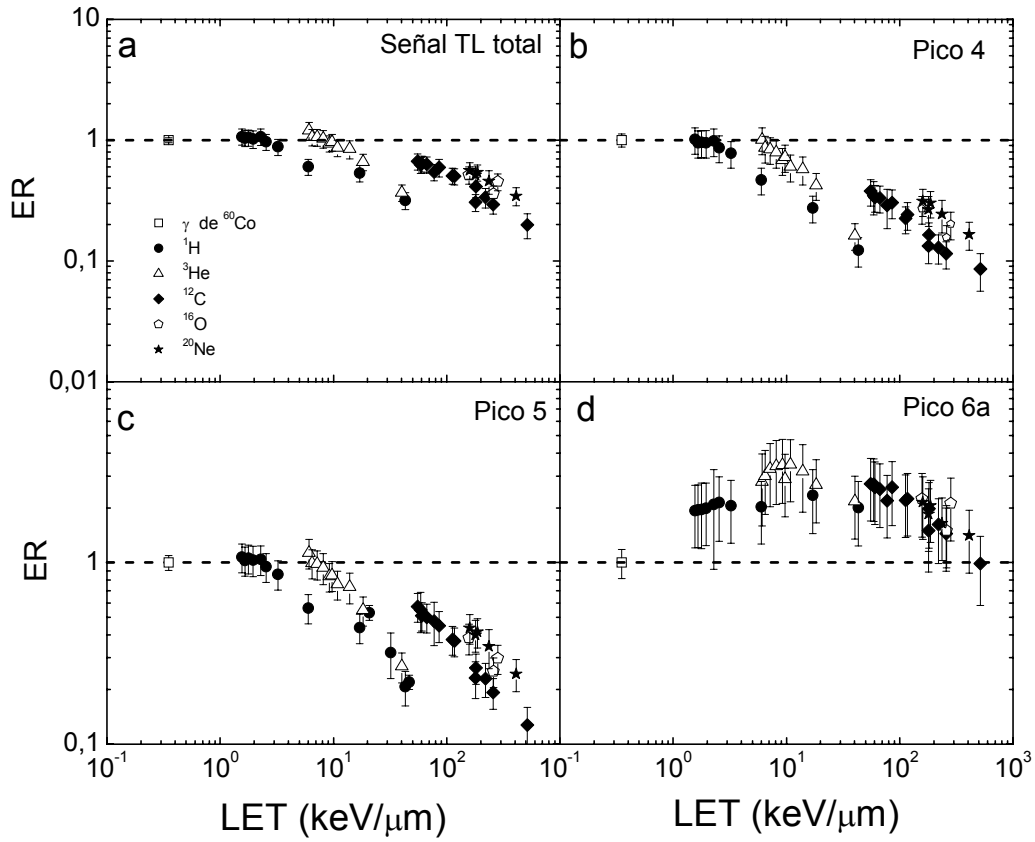 a
Señal TL total
b
Pico 4
10
1
0,1
0,01
ER
γ de ⁶⁰Co
¹H
³He
¹²C
¹⁶O
²⁰Ne
c
Pico 5
d
Pico 6a
1
0,1
ER
10⁻¹ 10⁰ 10¹ 10² 10⁻¹ 10⁰ 10¹ 10² 10³
LET (keV/μm) LET (keV/μm)